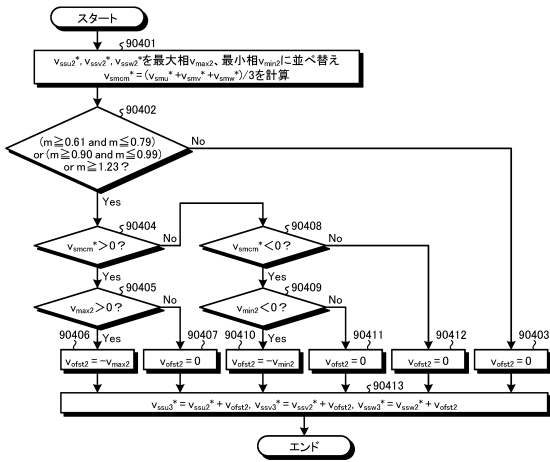 スタート
90401
vssu2*, vssv2*, vssw2*を最大相vmax2、最小相vmin2に並べ替え
vsmcm*=(vsmu*+vsmv*+vsmw*)/3を計算
90402
(m≧0.61 and m≦0.79)
or (m≧0.90 and m≦0.99)
or m≧1.23?
No
Yes
90404
vsmcm*>0?
No
Yes
90408
vsmcm*<0?
No
Yes
90405
vmax2>0?
No
Yes
90409
vmin2<0?
No
Yes
90406
vofst2=-vmax2
90407
vofst2=0
90410
vofst2=-vmin2
90411
vofst2=0
90412
vofst2=0
90403
vofst2=0
90413
vssu3*=vssu2*+vofst2, vssv3*=vssv2*+vofst2, vssw3*=vssw2*+vofst2
エンド